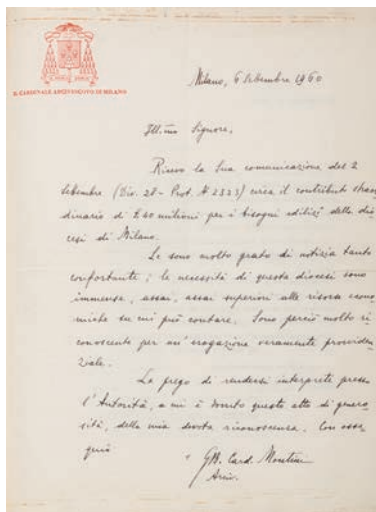 IL CARDINALE ARCIVESCOVO DI MILANO
Milano, 6 Settembre 1960
Ill.mo Signore,
Ricevo la Sua comunicazione del 2
Settembre (Div. 28 - Prot. N. 2323) circa il contributo straor
dinario di £ 40 milioni per i bisogni edilizi della dio
cesi di Milano.
Le sono molto grato di notizia tanto
confortante; le necessità di questa diocesi sono
immense, assai, assai superiori alle risorse econo
miche su cui può contare. Sono perciò molto ri
conoscente per un'erogazione veramente provviden
ziale.
La prego di rendersi interprete presso
l'Autorità, a cui è dovuto questo atto di genero
sità, della mia devota riconoscenza. Con osse
quio
GB. Card. Montini
Arciv.